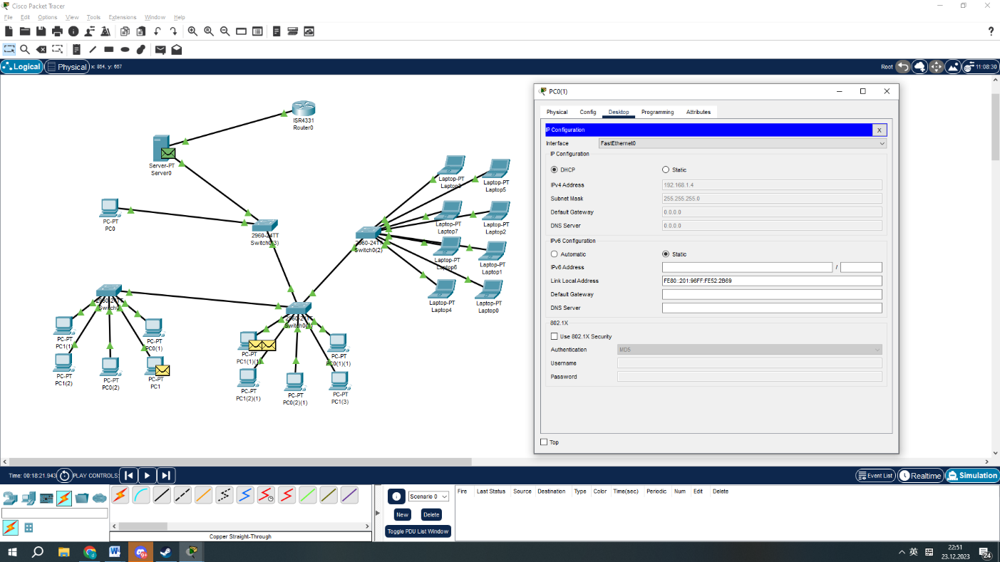 Cisco Packet Tracer
File Edit Options View Tools Extensions Window Help
?
Logical Physical x: 854, y: 667
Root 11:08:30
ISR4331
Router0
Server-PT
Server0
PC-PT
PC0
2960-24TT
Switch0(3)
2960-24TT
Switch0(2)
Laptop-PT
Laptop3
Laptop-PT
Laptop5
Laptop-PT
Laptop7
Laptop-PT
Laptop2
Laptop-PT
Laptop6
Laptop-PT
Laptop1
Laptop-PT
Laptop4
Laptop-PT
Laptop0
2960-24TT
Switch0
2960-24TT
Switch0(1)
PC-PT
PC1(1)
PC-PT
PC0(1)
PC-PT
PC1(2)
PC-PT
PC0(2)
PC-PT
PC1
PC-PT
PC1(1)(1)
PC-PT
PC0(1)(1)
PC-PT
PC1(2)(1)
PC-PT
PC0(2)(1)
PC-PT
PC1(3)
PC0(1)
Physical Config Desktop Programming Attributes
IP Configuration X
Interface FastEthernet0
IP Configuration
DHCP Static
IPv4 Address 192.168.1.4
Subnet Mask 255.255.255.0
Default Gateway 0.0.0.0
DNS Server 0.0.0.0
IPv6 Configuration
Automatic Static
IPv6 Address /
Link Local Address FE80::201:96FF:FE52:2B69
Default Gateway
DNS Server
802.1X
Use 802.1X Security
Authentication MD5
Username
Password
Top
Time: 00:18:21.943 PLAY CONTROLS:
Event List Realtime Simulation
Scenario 0
New Delete
Toggle PDU List Window
Fire Last Status Source Destination Type Color Time(sec) Periodic Num Edit Delete
Copper Straight-Through
9+
英
22:51
23.12.2023
24